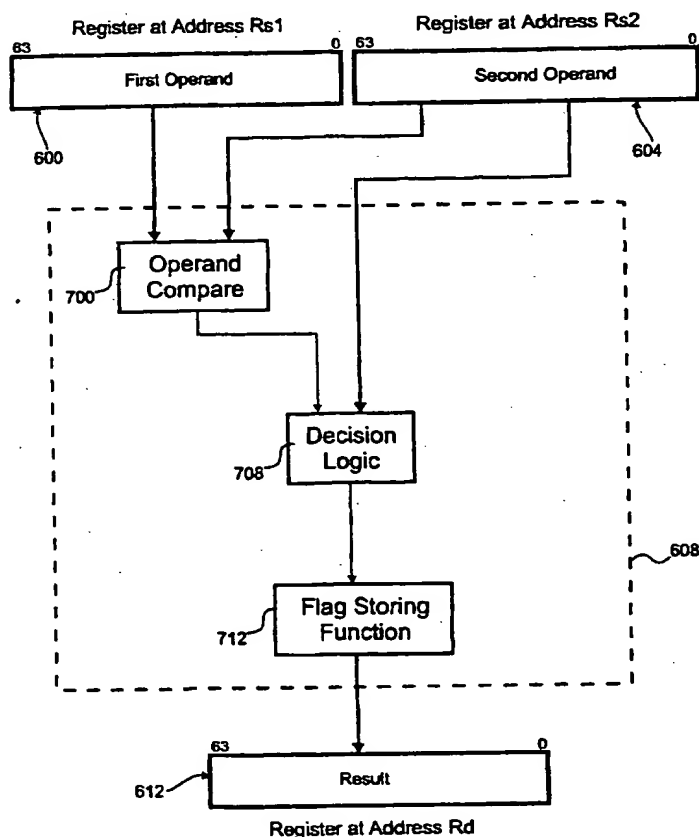 Register at Address Rs1
Register at Address Rs2
63 0
63 0
First Operand
Second Operand
600
604
Operand
Compare
700
Decision
Logic
708
608
Flag Storing
Function
712
63 0
Result
612
Register at Address Rd